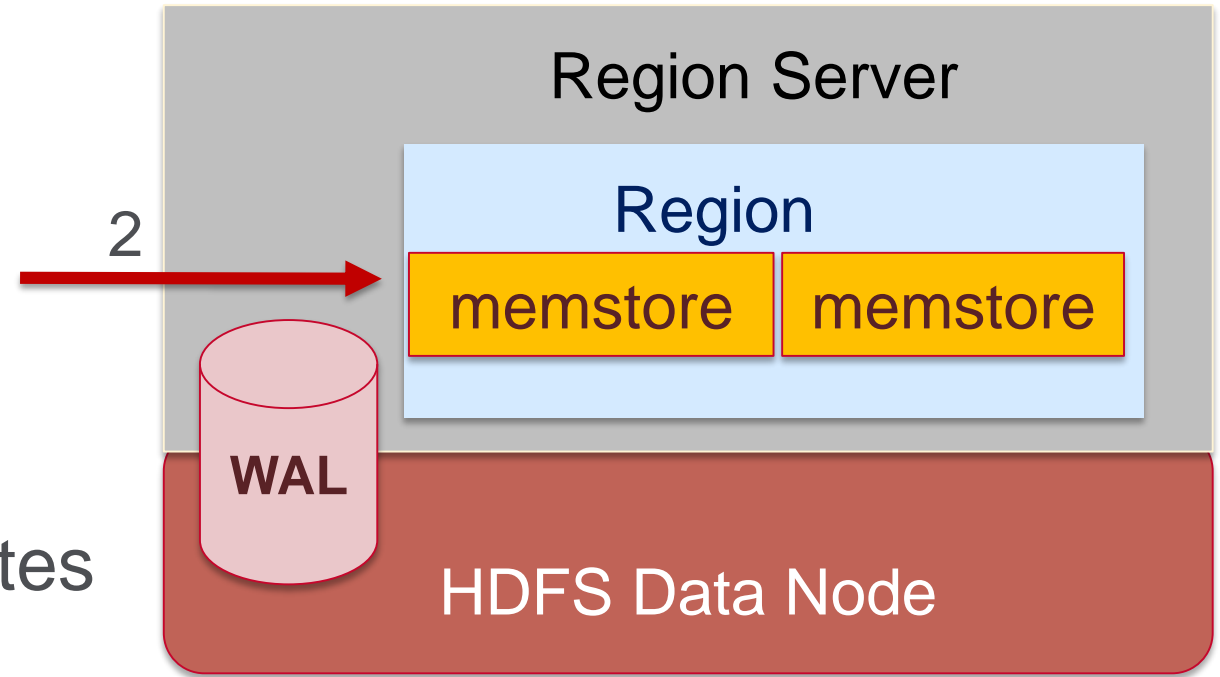 Region Server
Region
2
memstore memstore
WAL
tes
HDFS Data Node